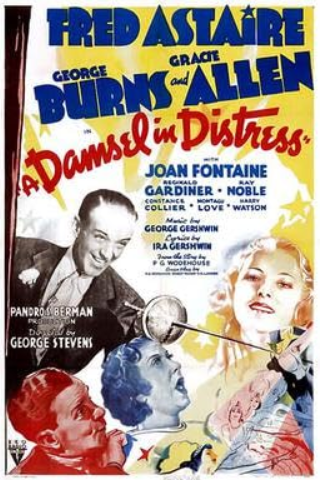 FRED ASTAIRE
GEORGE BURNS and GRACIE ALLEN
IN
"A Damsel in Distress"
WITH
JOAN FONTAINE
REGINALD GARDINER RAY NOBLE
CONSTANCE COLLIER MONTAGU LOVE HARRY WATSON
Music by
GEORGE GERSHWIN
Lyrics by
IRA GERSHWIN
From the Story by
P G WODEHOUSE
A
PANDRO S. BERMAN
PRODUCTION
Directed by
GEORGE STEVENS
RKO
RADIO